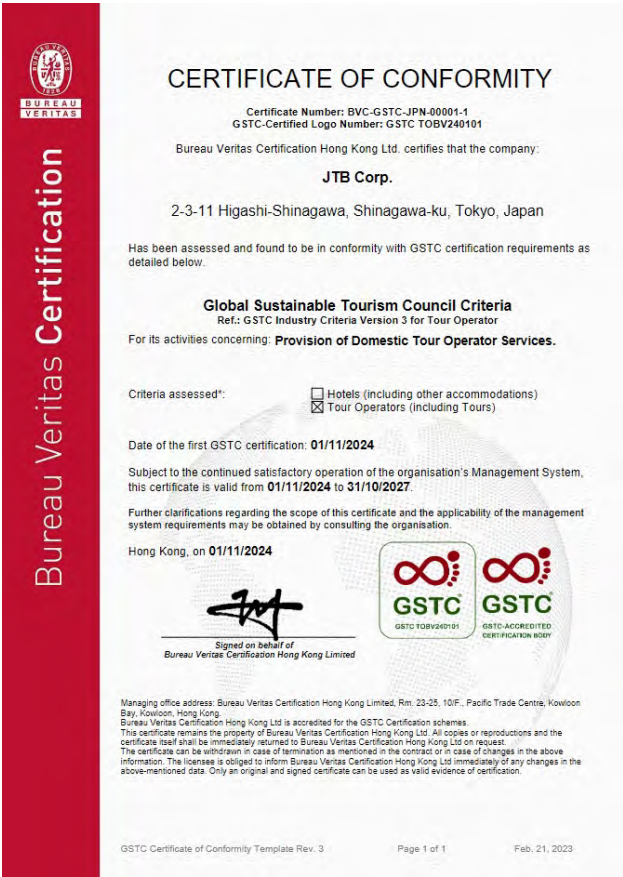 BUREAU VERITAS
1828
BUREAU
VERITAS
Bureau Veritas Certification
CERTIFICATE OF CONFORMITY
Certificate Number: BVC-GSTC-JPN-00001-1
GSTC-Certified Logo Number: GSTC TOBV240101
Bureau Veritas Certification Hong Kong Ltd. certifies that the company:
JTB Corp.
2-3-11 Higashi-Shinagawa, Shinagawa-ku, Tokyo, Japan
Has been assessed and found to be in conformity with GSTC certification requirements as
detailed below.
Global Sustainable Tourism Council Criteria
Ref.: GSTC Industry Criteria Version 3 for Tour Operator
For its activities concerning: Provision of Domestic Tour Operator Services.
Criteria assessed*:
Hotels (including other accommodations)
Tour Operators (including Tours)
Date of the first GSTC certification: 01/11/2024
Subject to the continued satisfactory operation of the organisation's Management System,
this certificate is valid from 01/11/2024 to 31/10/2027.
Further clarifications regarding the scope of this certificate and the applicability of the management
system requirements may be obtained by consulting the organisation.
Hong Kong, on 01/11/2024
Signed on behalf of
Bureau Veritas Certification Hong Kong Limited
GSTC
GSTC TOBV240101
GSTC
GSTC-ACCREDITED
CERTIFICATION BODY
Managing office address: Bureau Veritas Certification Hong Kong Limited, Rm. 23-25, 10/F., Pacific Trade Centre, Kowloon
Bay, Kowloon, Hong Kong.
Bureau Veritas Certification Hong Kong Ltd is accredited for the GSTC Certification schemes.
This certificate remains the property of Bureau Veritas Certification Hong Kong Ltd. All copies or reproductions and the
certificate itself shall be immediately returned to Bureau Veritas Certification Hong Kong Ltd on request.
The certificate can be withdrawn in case of termination as mentioned in the contract or in case of changes in the above
information. The licensee is obliged to inform Bureau Veritas Certification Hong Kong Ltd immediately of any changes in the
above-mentioned data. Only an original and signed certificate can be used as valid evidence of certification.
GSTC Certificate of Conformity Template Rev. 3
Page 1 of 1
Feb. 21, 2023